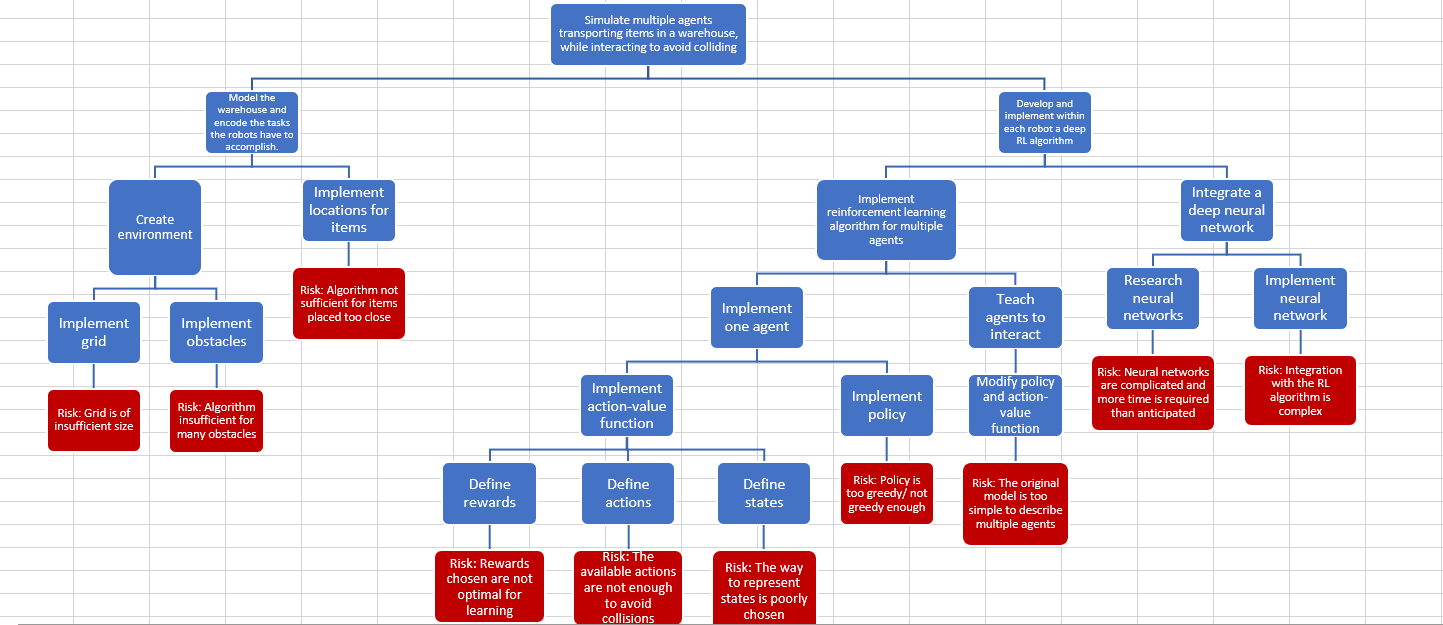 Simulate multiple agents
transporting items in a warehouse,
while interacting to avoid colliding
Model the
warehouse and
encode the tasks
the robots have to
accomplish.
Develop and
implement within
each robot a deep
RL algorithm
Create
environment
Implement
locations for
items
Implement
reinforcement learning
algorithm for multiple
agents
Integrate a
deep neural
network
Implement
grid
Implement
obstacles
Risk: Algorithm not
sufficient for items
placed too close
Implement
one agent
Teach
agents to
interact
Research
neural
networks
Implement
neural
network
Risk: Grid is of
insufficient size
Risk: Algorithm
insufficient for
many obstacles
Implement
action-value
function
Implement
policy
Modify policy
and action-
value
function
Risk: Neural networks
are complicated and
more time is required
than anticipated
Risk: Integration
with the RL
algorithm is
complex
Define
rewards
Define
actions
Define
states
Risk: Policy is
too greedy/ not
greedy enough
Risk: The original
model is too
simple to describe
multiple agents
Risk: Rewards
chosen are not
optimal for
learning
Risk: The
available actions
are not enough
to avoid
collisions
Risk: The way
to represent
states is poorly
chosen